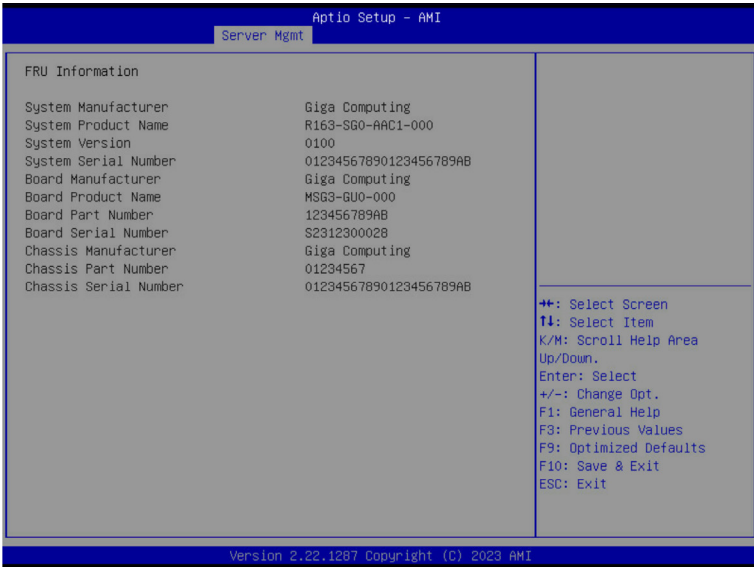 Aptio Setup – AMI
Server Mgmt
FRU Information
System Manufacturer Giga Computing
System Product Name R163-SG0-AAC1-000
System Version 0100
System Serial Number 01234567890123456789AB
Board Manufacturer Giga Computing
Board Product Name MSG3-GU0-000
Board Part Number 123456789AB
Board Serial Number S2312300028
Chassis Manufacturer Giga Computing
Chassis Part Number 01234567
Chassis Serial Number 01234567890123456789AB
→←: Select Screen
↑↓: Select Item
K/M: Scroll Help Area
Up/Down.
Enter: Select
+/-: Change Opt.
F1: General Help
F3: Previous Values
F9: Optimized Defaults
F10: Save & Exit
ESC: Exit
Version 2.22.1287 Copyright (C) 2023 AMI